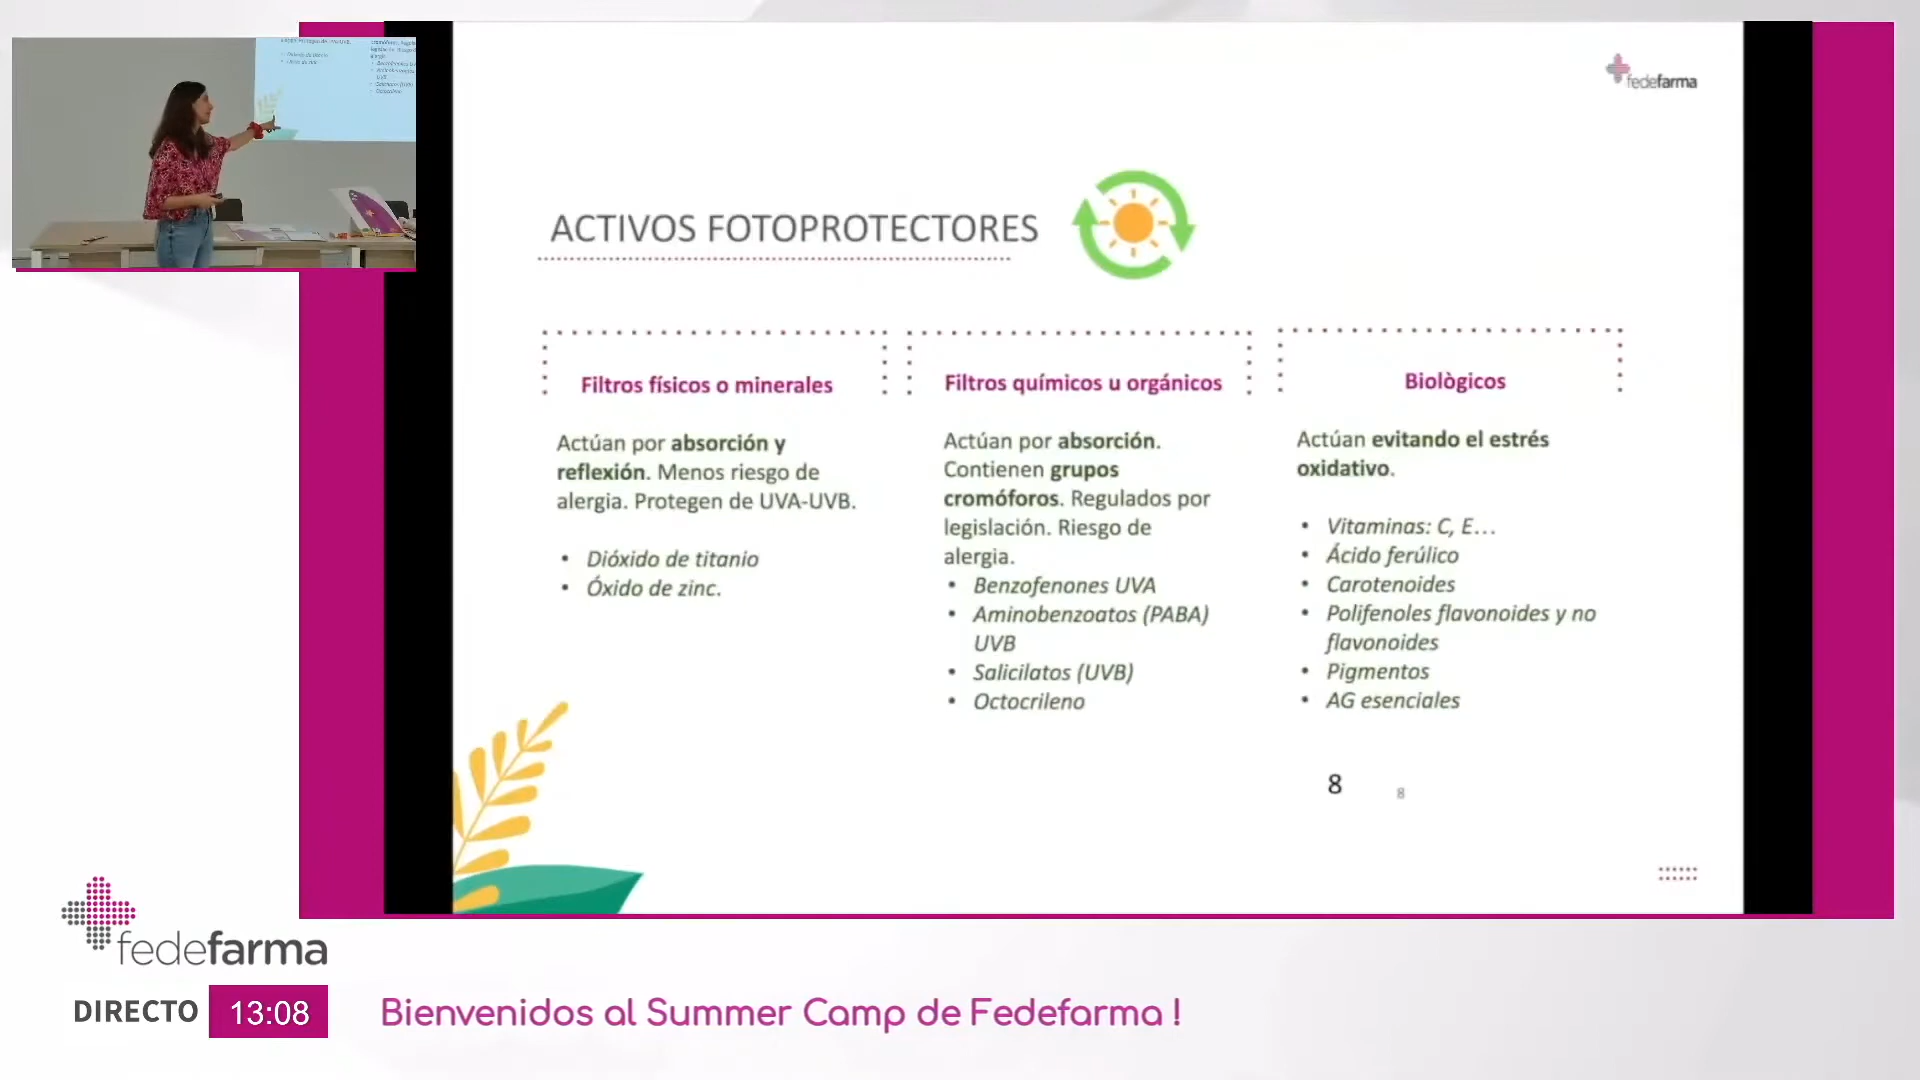 fedefarma
ACTIVOS FOTOPROTECTORES
Filtros físicos o minerales
Actúan por absorción y
reflexión. Menos riesgo de
alergia. Protegen de UVA-UVB.
• Dióxido de titanio
• Óxido de zinc.
Filtros químicos u orgánicos
Actúan por absorción.
Contienen grupos
cromóforos. Regulados por
legislación. Riesgo de
alergia.
• Benzofenones UVA
• Aminobenzoatos (PABA)
UVB
• Salicilatos (UVB)
• Octocrileno
Biològicos
Actúan evitando el estrés
oxidativo.
• Vitaminas: C, E...
• Ácido ferúlico
• Carotenoides
• Polifenoles flavonoides y no
flavonoides
• Pigmentos
• AG esenciales
8
8
fedefarma
DIRECTO 13:08
Bienvenidos al Summer Camp de Fedefarma !